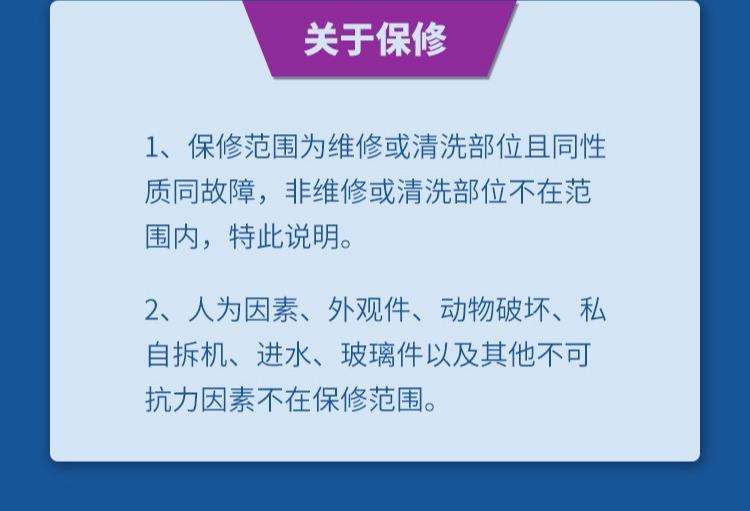 关于保修
1、保修范围为维修或清洗部位且同性
质同故障，非维修或清洗部位不在范
围内，特此说明。
2、人为因素、外观件、动物破坏、私
自拆机、进水、玻璃件以及其他不可
抗力因素不在保修范围。